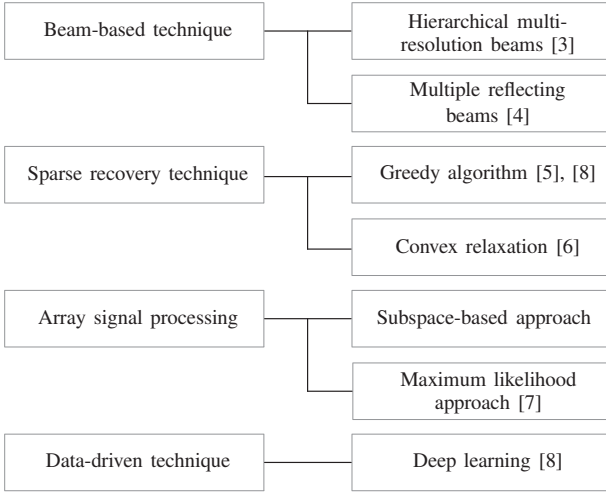 Beam-based technique
Hierarchical multi-
resolution beams [3]
Multiple reflecting
beams [4]
Sparse recovery technique
Greedy algorithm [5], [8]
Convex relaxation [6]
Array signal processing
Subspace-based approach
Maximum likelihood
approach [7]
Data-driven technique
Deep learning [8]